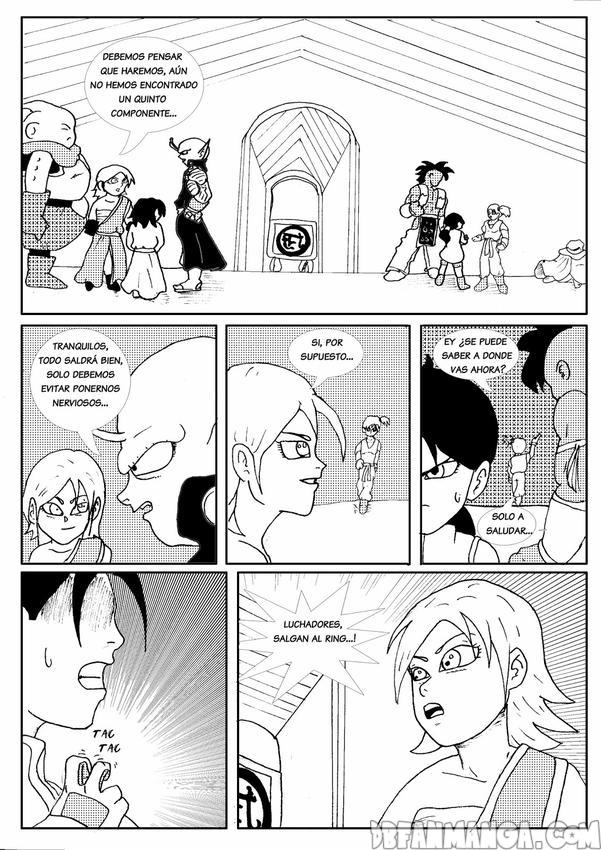 DEBEMOS PENSAR
QUE HAREMOS, AÚN
NO HEMOS ENCONTRADO
UN QUINTO
COMPONENTE...
TRANQUILOS,
TODO SALDRÁ BIEN,
SOLO DEBEMOS
EVITAR PONERNOS
NERVIOSOS...
SI, POR
SUPUESTO...
EY ¿SE PUEDE
SABER A DONDE
VAS AHORA?
SOLO A
SALUDAR...
TAC
TAC
LUCHADORES,
SALGAN AL RING...!
DBFANMANGA.COM